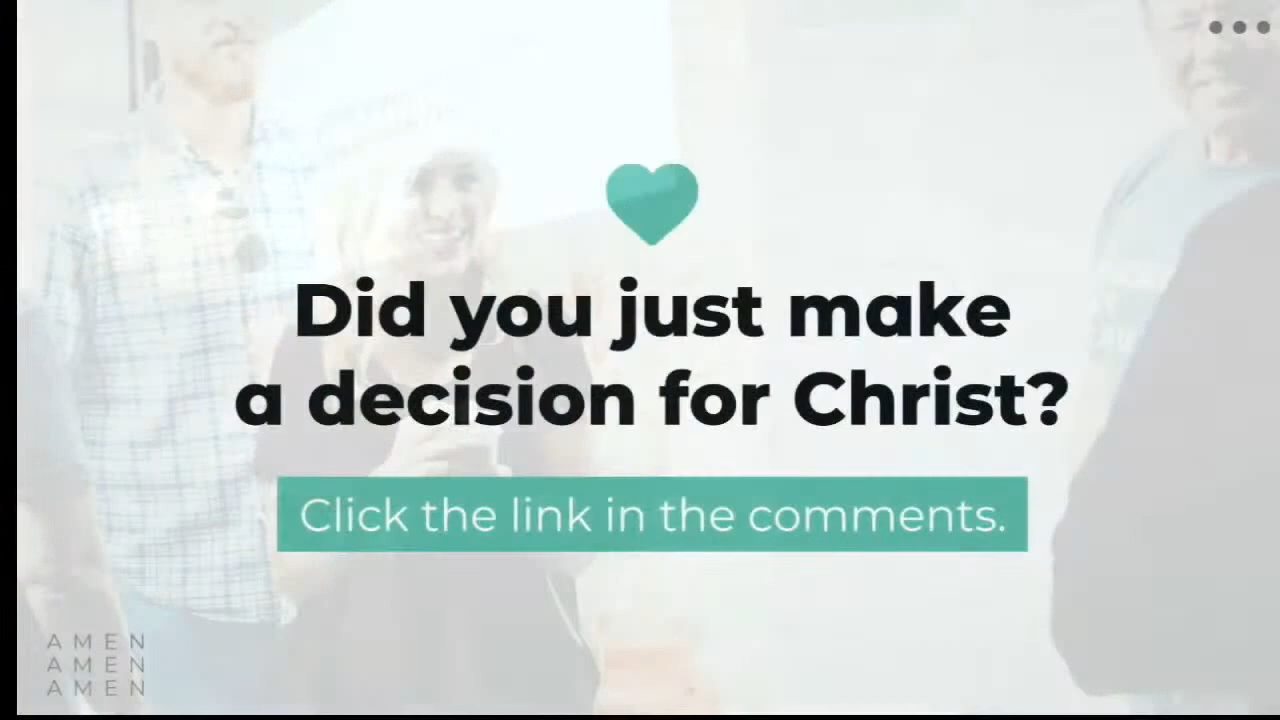 Did you just make
a decision for Christ?
Click the link in the comments.
AMEN
AMEN
AMEN